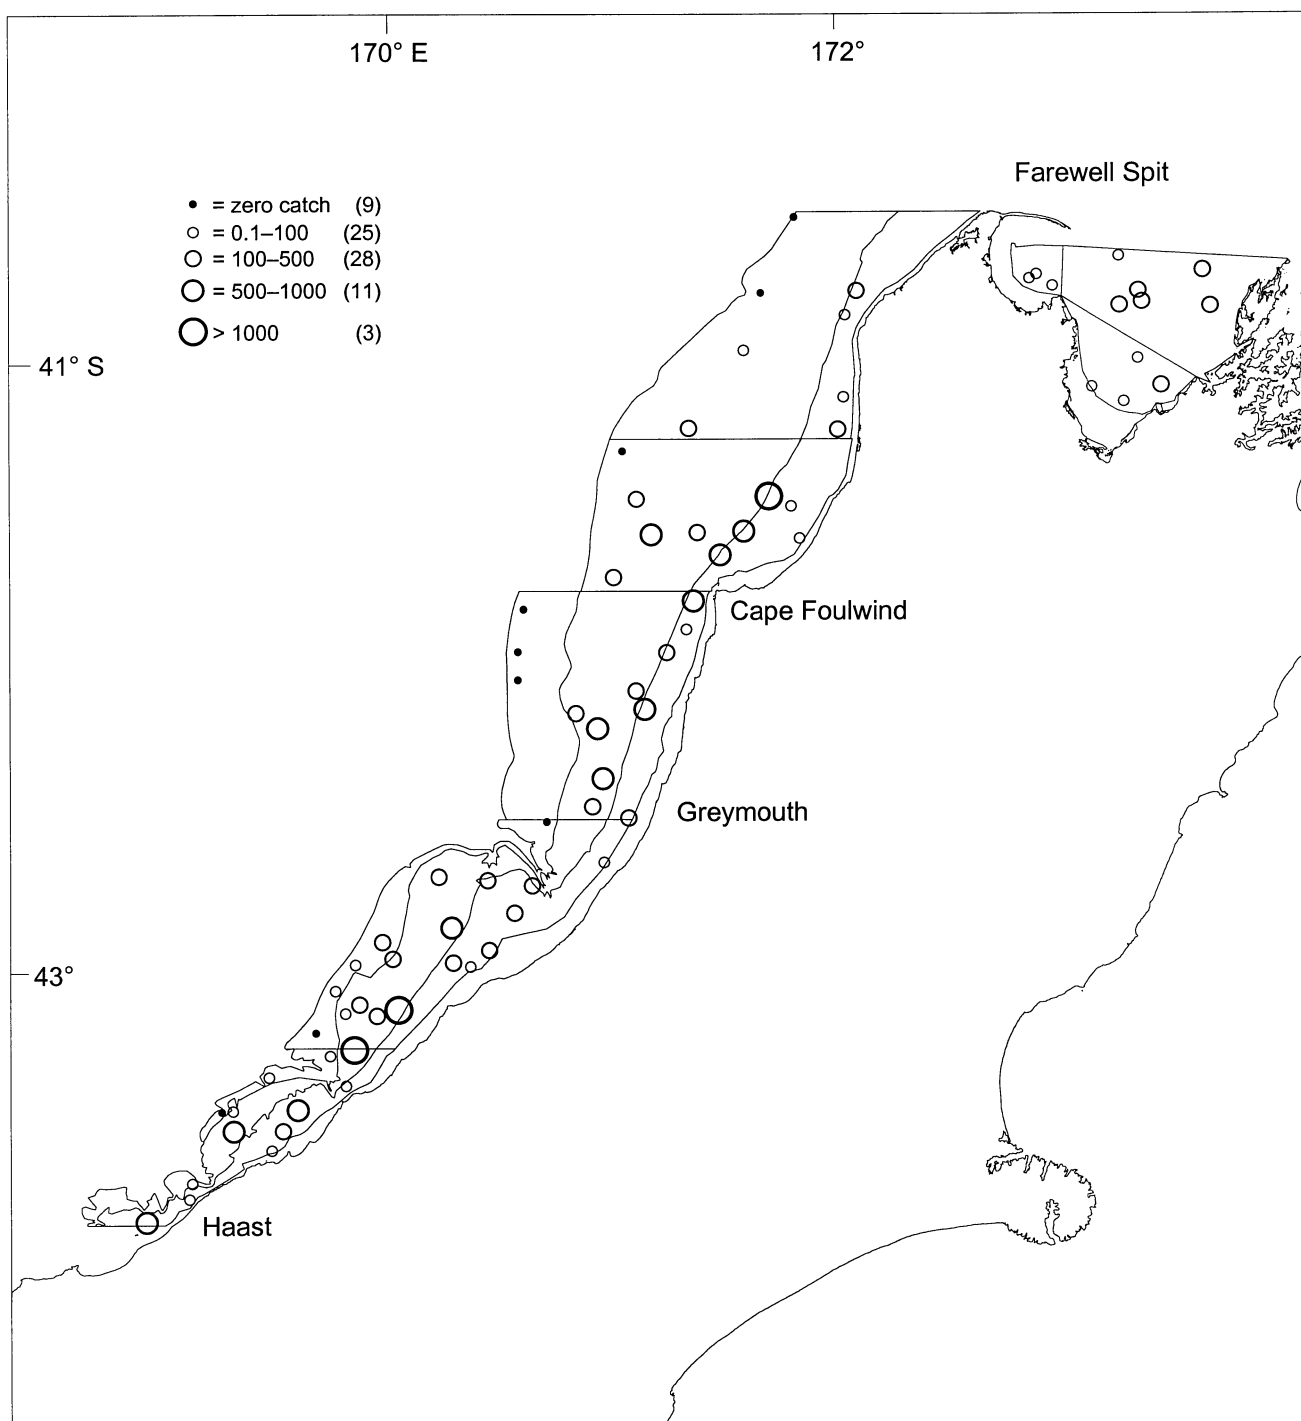 170° E
172°
Farewell Spit
= zero catch (9)
= 0.1–100 (25)
= 100–500 (28)
= 500–1000 (11)
> 1000 (3)
41° S
Cape Foulwind
Greymouth
43°
Haast